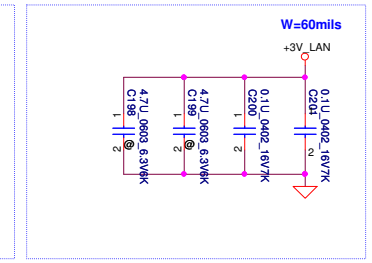 W=60mils
+3V_LAN
4.7U_0603_6.3V6K
C198
1
2
@
4.7U_0603_6.3V6K
C199
1
2
@
0.1U_0402_16V7K
C200
1
2
0.1U_0402_16V7K
C201
1
2